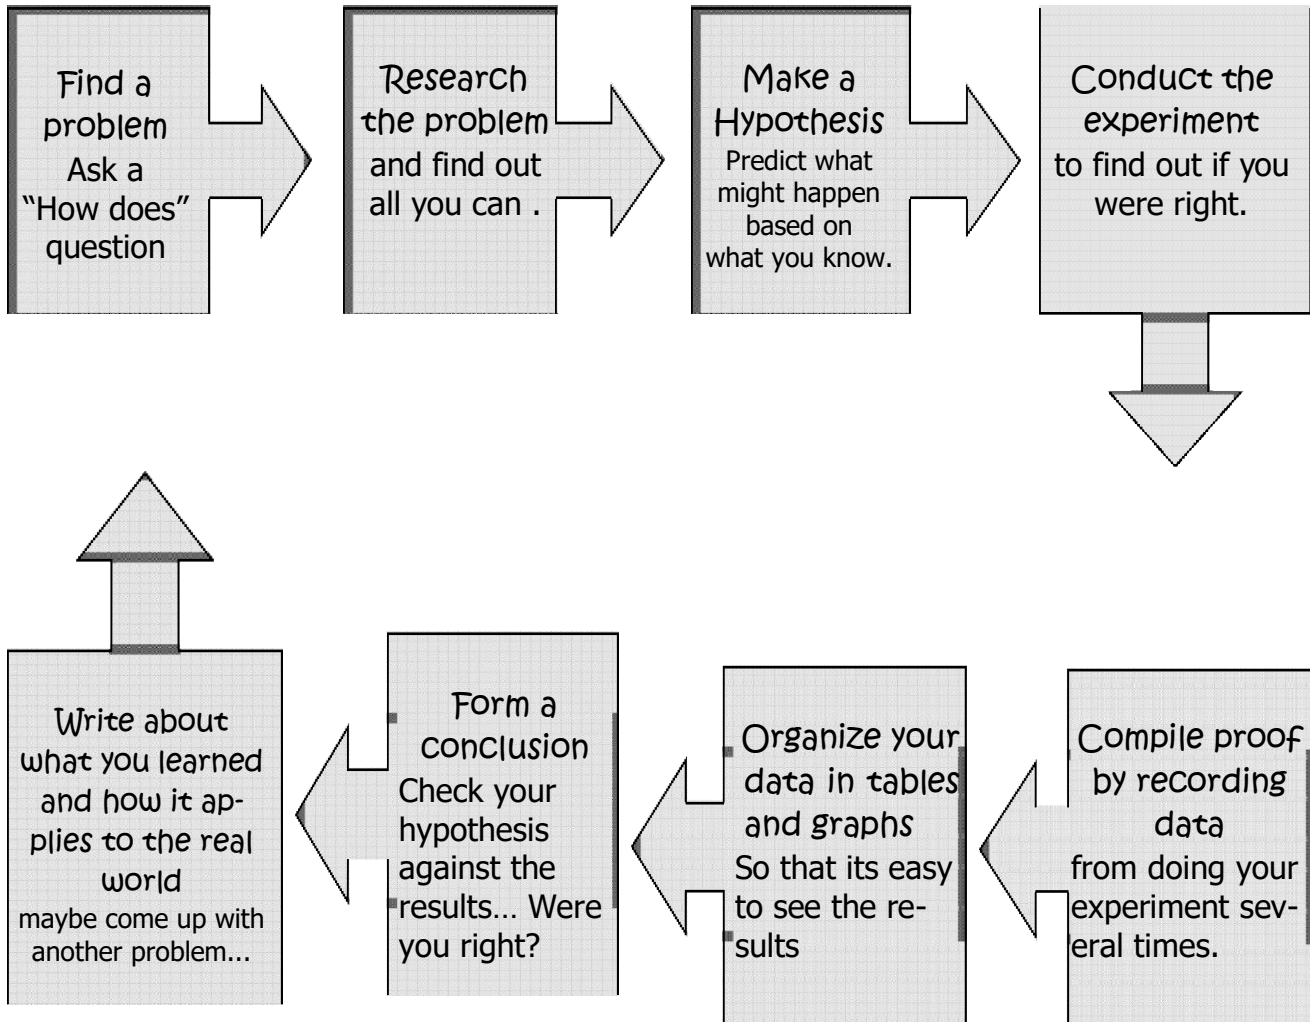 Find a
problem
Ask a
“How does”
question
Research
the problem
and find out
all you can .
Make a
Hypothesis
Predict what
might happen
based on
what you know.
Conduct the
experiment
to find out if you
were right.
Compile proof
by recording
data
from doing your
experiment sev-
eral times.
Organize your
data in tables
and graphs
So that its easy
to see the re-
sults
Form a
conclusion
Check your
hypothesis
against the
results... Were
you right?
Write about
what you learned
and how it ap-
plies to the real
world
maybe come up with
another problem...